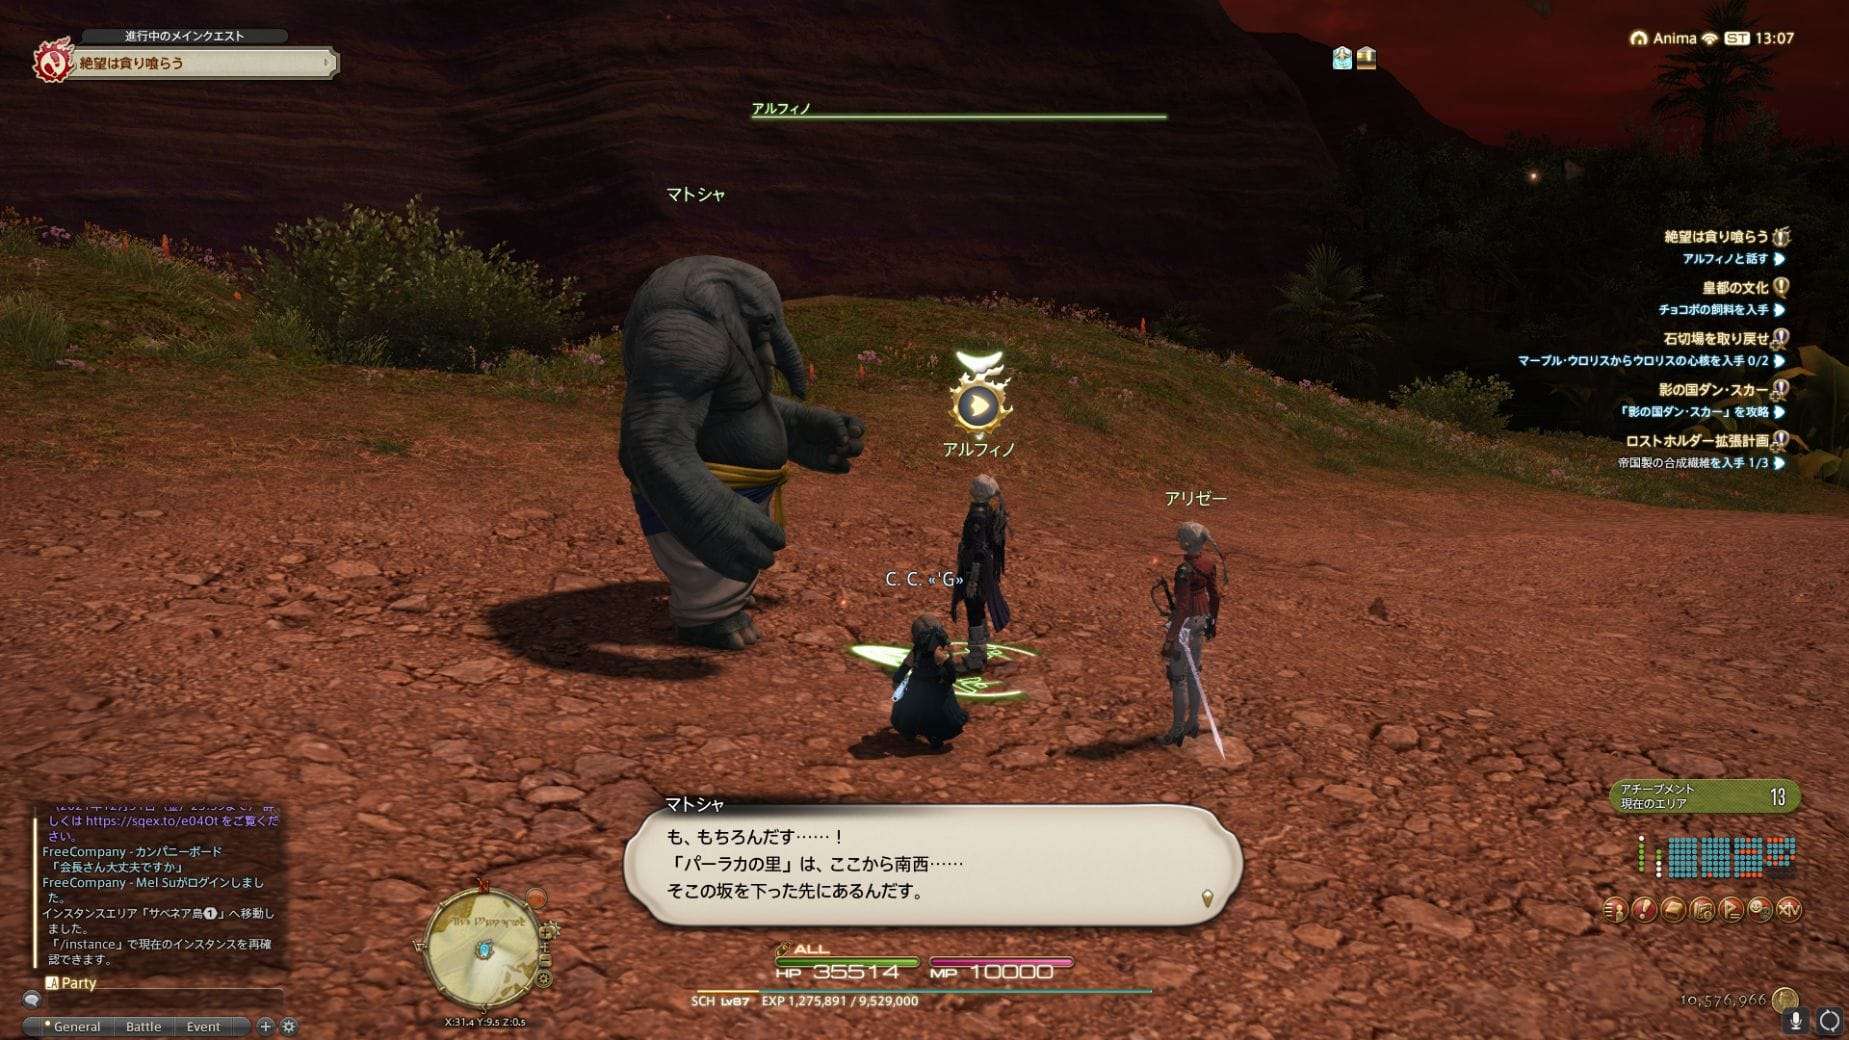 進行中のメインクエスト
絶望は貪り喰らう
Anima ST 13:07
アルフィノ
マトシャ
絶望は貪り喰らう
アルフィノと話す
皇都の文化
チョコボの飼料を入手
石切場を取り戻せ
マーブル・ウロリスからウロリスの心核を入手 0/2
影の国ダン・スカー
「影の国ダン・スカー」を攻略
ロストホルダー拡張計画
帝国製の合成繊維を入手 1/3
アルフィノ
アリゼー
C. C. «'G»
マトシャ
も、もちろんだす……！
「パーラカの里」は、ここから南西……
そこの坂を下った先にあるんだす。
アチーブメント
現在のエリア
13
しくは https://sqex.to/e04Ot をご覧くだ
さい。
FreeCompany - カンパニーボード
「会長さん大丈夫ですか」
FreeCompany - Mel Suがログインしまし
た。
インスタンスエリア「サベネア島1」へ移動し
ました。
「/instance」で現在のインスタンスを再確
認できます。
A Party
General Battle Event
X:31.4 Y:9.5 Z:0.5
ALL
HP 35514 MP 10000
SCH Lv87 EXP 1,275,891 / 9,529,000
XIV
10,576,966